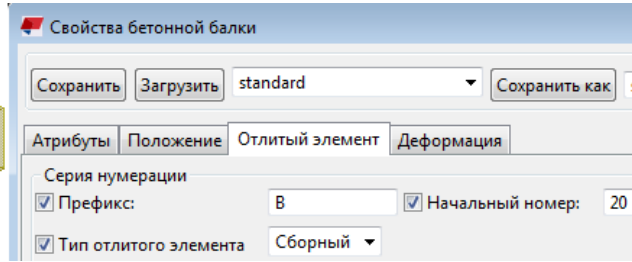 Свойства бетонной балки
Сохранить Загрузить standard Сохранить как
Атрибуты Положение Отлитый элемент Деформация
Серия нумерации
Префикс: B Начальный номер: 20
Тип отлитого элемента Сборный